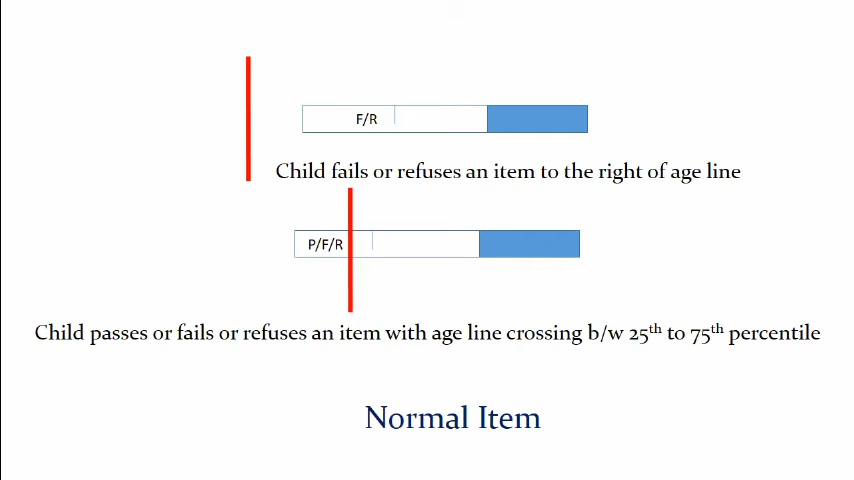 F/R
Child fails or refuses an item to the right of age line
P/F/R
Child passes or fails or refuses an item with age line crossing b/w 25th to 75th percentile
Normal Item